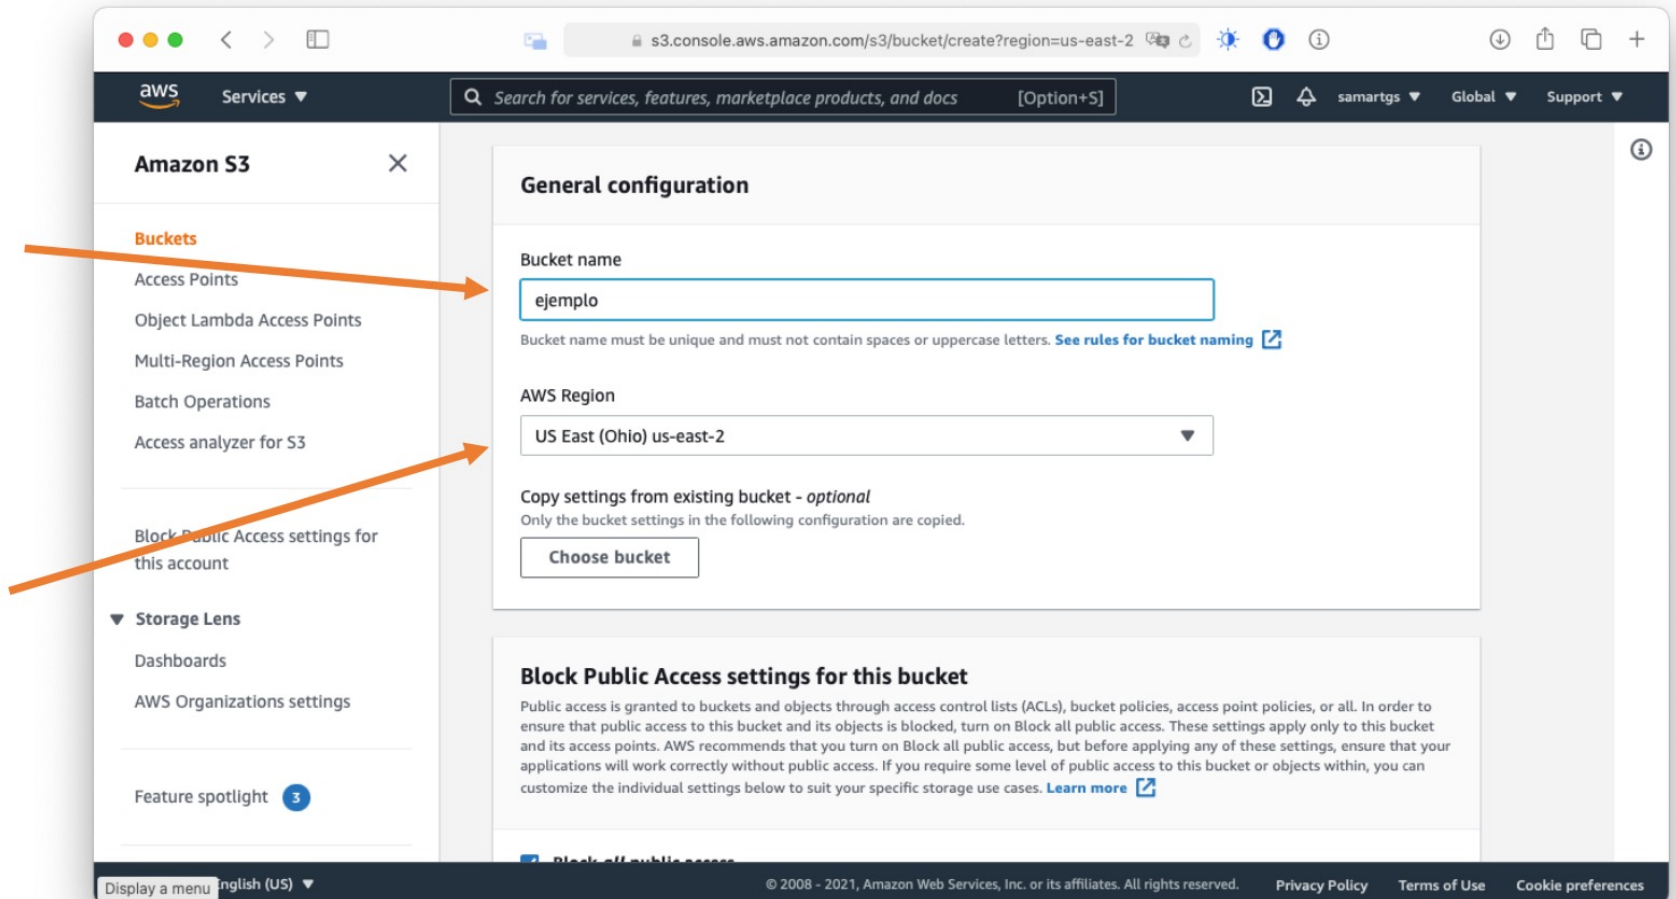 s3.console.aws.amazon.com/s3/bucket/create?region=us-east-2
aws
Services
Search for services, features, marketplace products, and docs [Option+S]
samartgs
Global
Support
Amazon S3
Buckets
Access Points
Object Lambda Access Points
Multi-Region Access Points
Batch Operations
Access analyzer for S3
Block Public Access settings for
this account
Storage Lens
Dashboards
AWS Organizations settings
Feature spotlight 3
General configuration
Bucket name
ejemplo
Bucket name must be unique and must not contain spaces or uppercase letters. See rules for bucket naming
AWS Region
US East (Ohio) us-east-2
Copy settings from existing bucket - optional
Only the bucket settings in the following configuration are copied.
Choose bucket
Block Public Access settings for this bucket
Public access is granted to buckets and objects through access control lists (ACLs), bucket policies, access point policies, or all. In order to
ensure that public access to this bucket and its objects is blocked, turn on Block all public access. These settings apply only to this bucket
and its access points. AWS recommends that you turn on Block all public access, but before applying any of these settings, ensure that your
applications will work correctly without public access. If you require some level of public access to this bucket or objects within, you can
customize the individual settings below to suit your specific storage use cases. Learn more
Block all public access
Display a menu
nglish (US)
© 2008 - 2021, Amazon Web Services, Inc. or its affiliates. All rights reserved.
Privacy Policy
Terms of Use
Cookie preferences